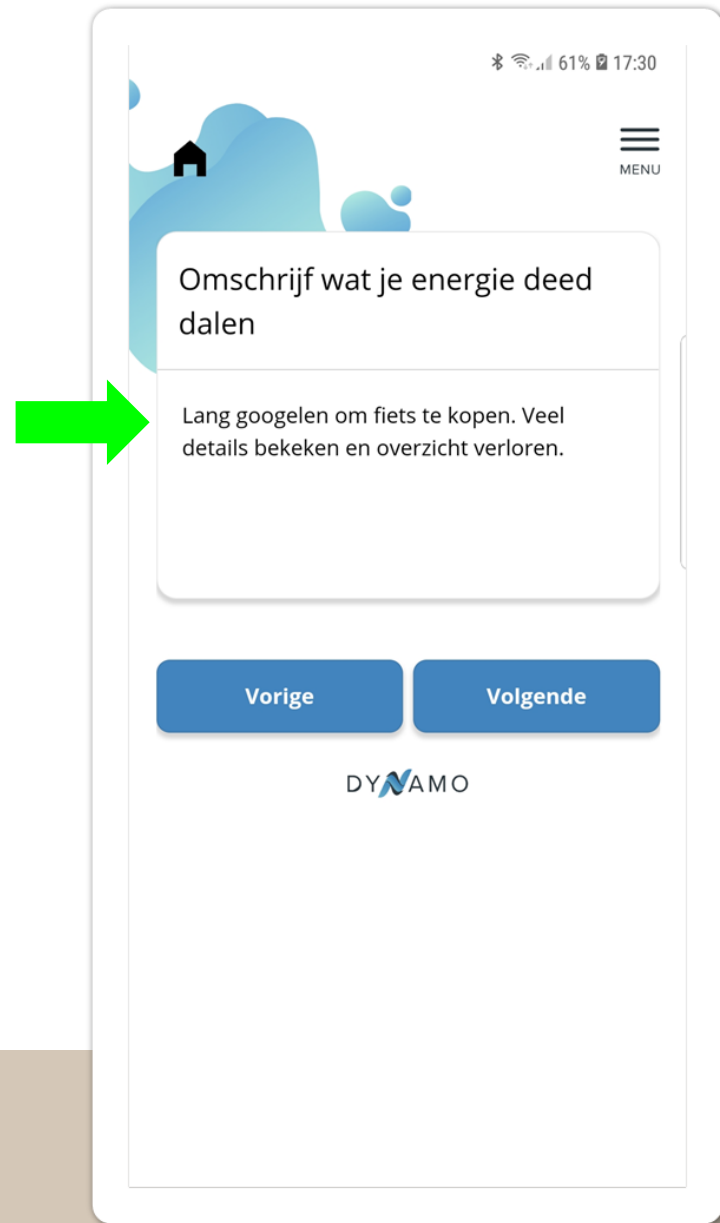 61% 17:30
MENU
Omschrijf wat je energie deed
dalen
Lang googelen om fiets te kopen. Veel
details bekeken en overzicht verloren.
Vorige Volgende
DYNAMO